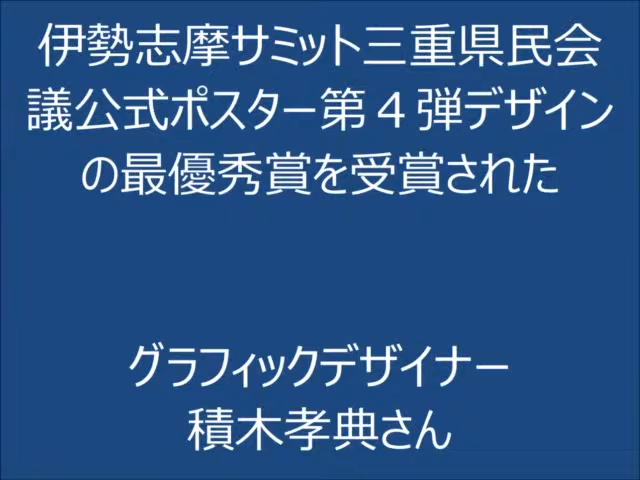 伊勢志摩サミット三重県民会
議公式ポスター第４弾デザイン
の最優秀賞を受賞された
グラフィックデザイナー
積木孝典さん